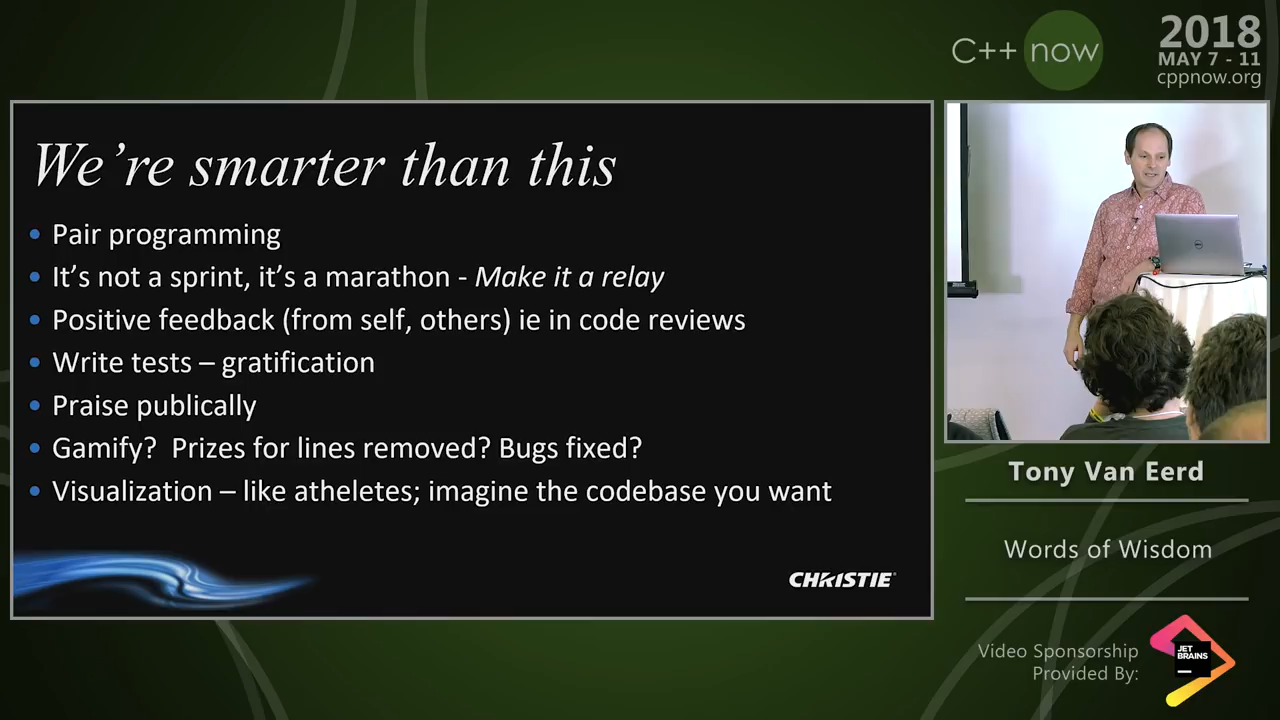 C++ now
2018
MAY 7 - 11
cppnow.org
We're smarter than this
• Pair programming
• It's not a sprint, it's a marathon - Make it a relay
• Positive feedback (from self, others) ie in code reviews
• Write tests – gratification
• Praise publically
• Gamify?  Prizes for lines removed? Bugs fixed?
• Visualization – like atheletes; imagine the codebase you want
CHRISTIE
Tony Van Eerd
Words of Wisdom
Video Sponsorship
Provided By:
JET
BRAINS